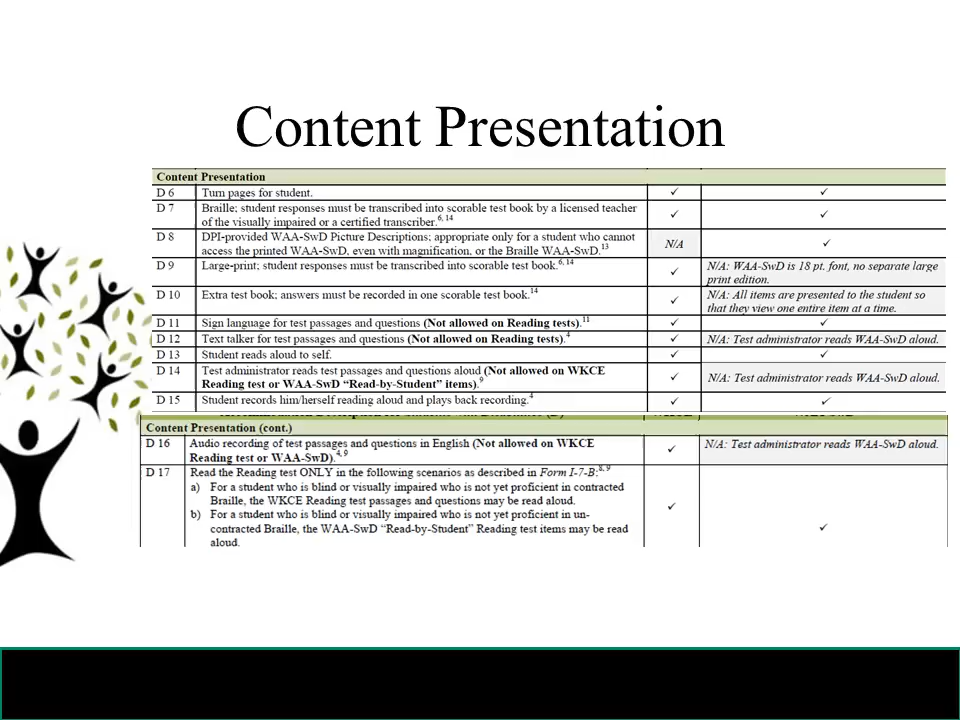 Content Presentation
Content Presentation
D 6 Turn pages for student. ✓ ✓
D 7 Braille; student responses must be transcribed into scorable test book by a licensed teacher
of the visually impaired or a certified transcriber.6, 14 ✓ ✓
D 8 DPI-provided WAA-SwD Picture Descriptions; appropriate only for a student who cannot
access the printed WAA-SwD, even with magnification, or the Braille WAA-SwD.13 N/A ✓
D 9 Large-print; student responses must be transcribed into scorable test book.6, 14 ✓ N/A: WAA-SwD is 18 pt. font, no separate large
print edition.
D 10 Extra test book; answers must be recorded in one scorable test book.14 ✓ N/A: All items are presented to the student so
that they view one entire item at a time.
D 11 Sign language for test passages and questions (Not allowed on Reading tests).11 ✓ ✓
D 12 Text talker for test passages and questions (Not allowed on Reading tests).4 ✓ N/A: Test administrator reads WAA-SwD aloud.
D 13 Student reads aloud to self. ✓ ✓
D 14 Test administrator reads test passages and questions aloud (Not allowed on WKCE
Reading test or WAA-SwD "Read-by-Student" items).9 ✓ N/A: Test administrator reads WAA-SwD aloud.
D 15 Student records him/herself reading aloud and plays back recording.4 ✓ ✓
Content Presentation (cont.)
D 16 Audio recording of test passages and questions in English (Not allowed on WKCE
Reading test or WAA-SwD).4, 9 ✓ N/A: Test administrator reads WAA-SwD aloud.
D 17 Read the Reading test ONLY in the following scenarios as described in Form I-7-B:8, 9
a) For a student who is blind or visually impaired who is not yet proficient in contracted
Braille, the WKCE Reading test passages and questions may be read aloud. ✓
b) For a student who is blind or visually impaired who is not yet proficient in un-
contracted Braille, the WAA-SwD "Read-by-Student" Reading test items may be read ✓
aloud.